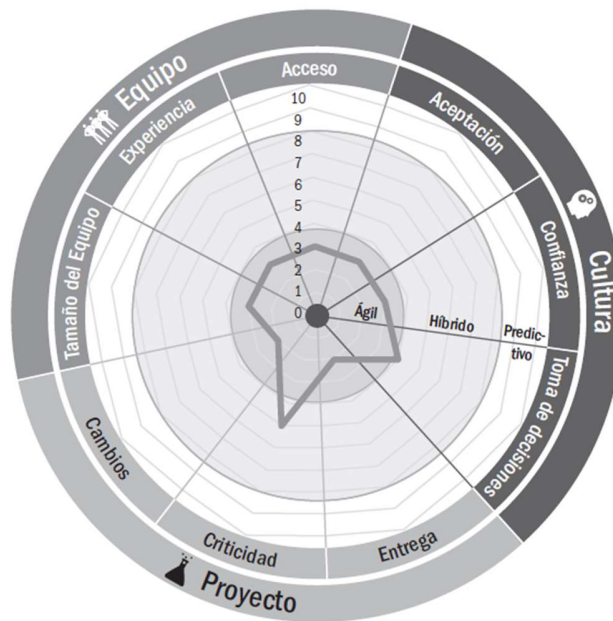 Equipo
Acceso
Aceptación
Experiencia
10
9
8
7
6
5
4
3
2
1
0
Tamaño del Equipo
Confianza
Cultura
Ágil
Híbrido
Predic-
tivo
Toma de decisiones
Cambios
Criticidad
Entrega
Proyecto